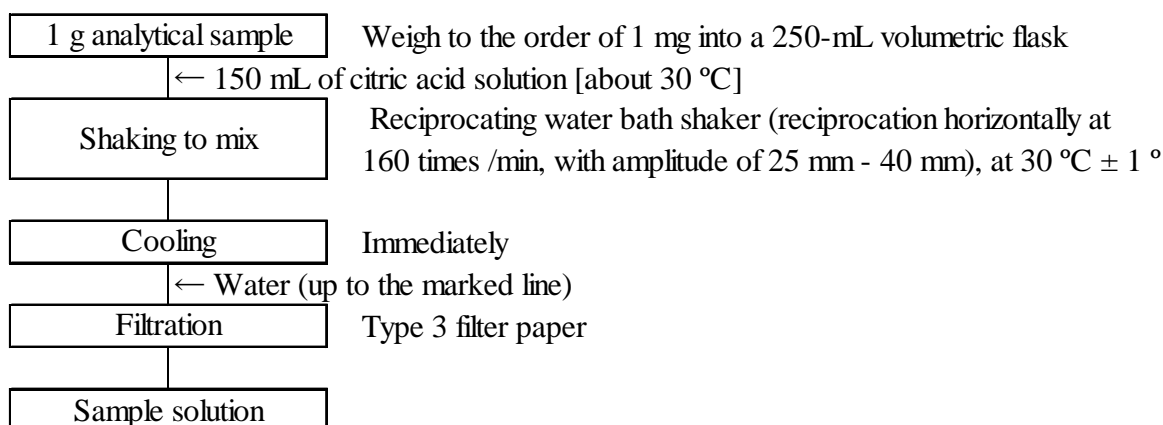 1 g analytical sample Weigh to the order of 1 mg into a 250-mL volumetric flask
← 150 mL of citric acid solution [about 30 ºC]
Shaking to mix
Reciprocating water bath shaker (reciprocation horizontally at
160 times /min, with amplitude of 25 mm - 40 mm), at 30 ºC ± 1 º
Cooling Immediately
← Water (up to the marked line)
Filtration Type 3 filter paper
Sample solution